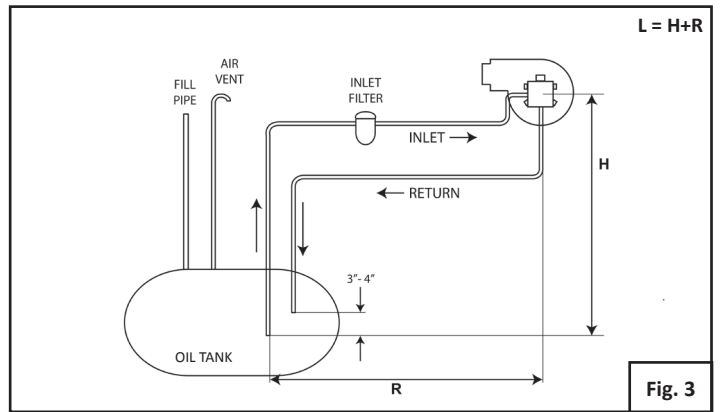 L = H+R
AIR
VENT
FILL
PIPE
INLET
FILTER
INLET
H
RETURN
3"- 4"
OIL TANK
R
Fig. 3